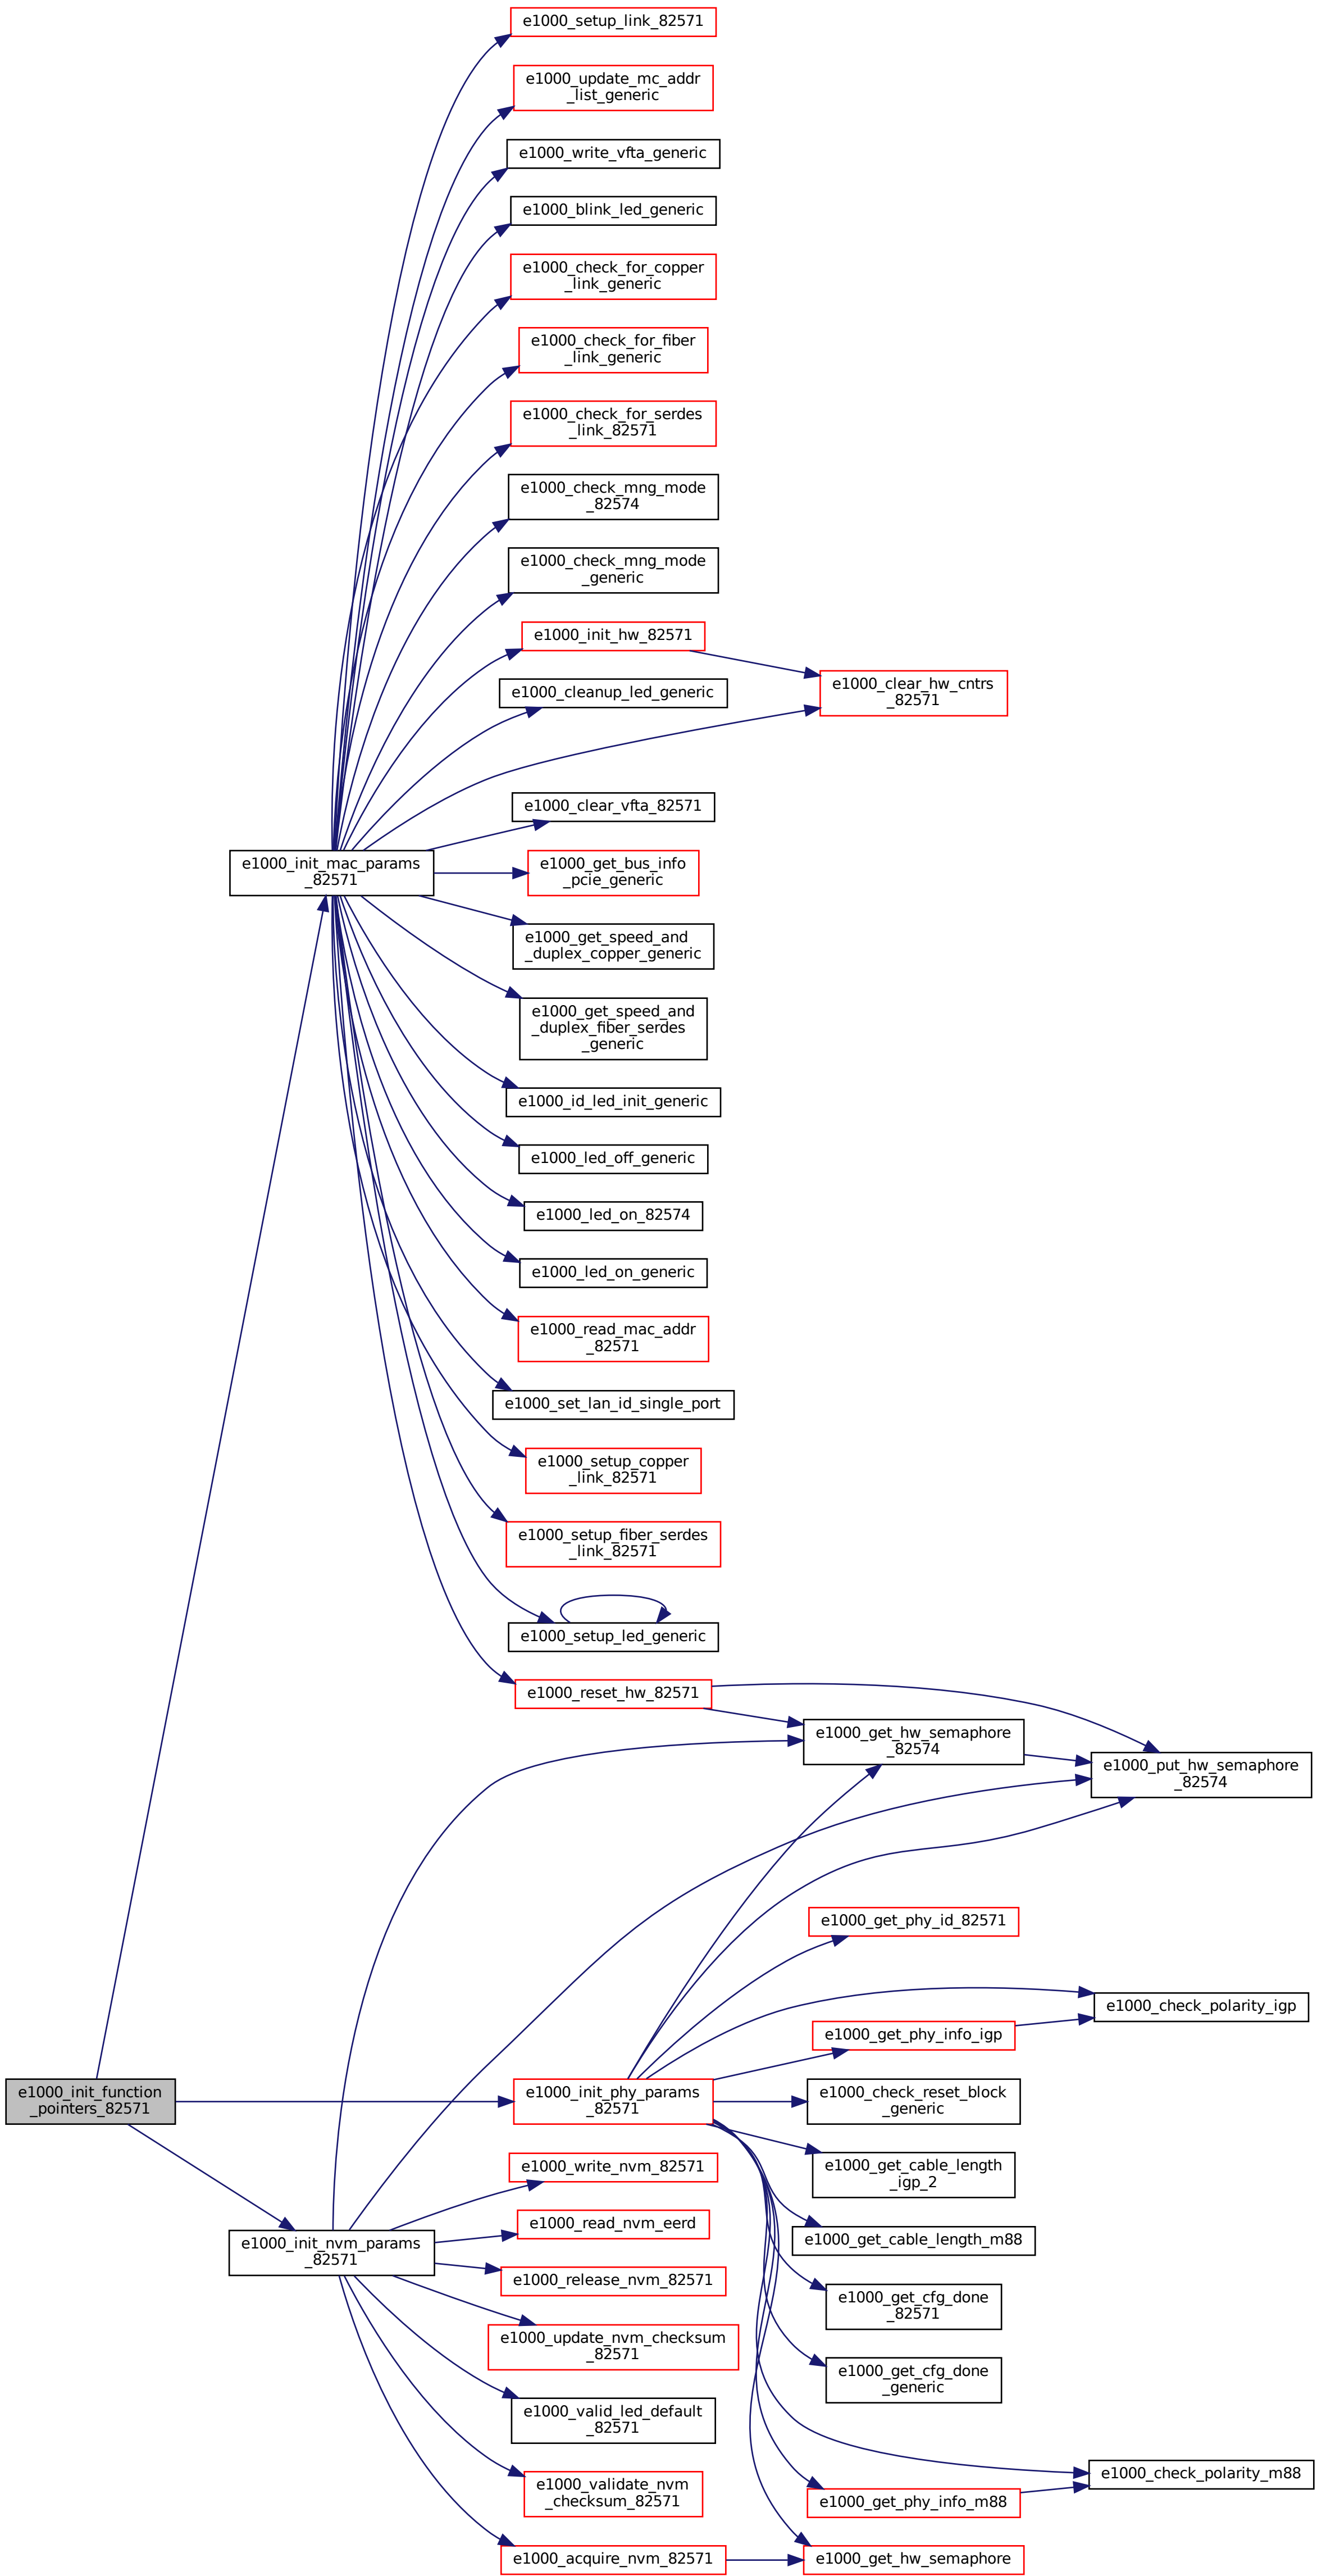 e1000_setup_link_82571
e1000_update_mc_addr
_list_generic
e1000_write_vfta_generic
e1000_blink_led_generic
e1000_check_for_copper
_link_generic
e1000_check_for_fiber
_link_generic
e1000_check_for_serdes
_link_82571
e1000_check_mng_mode
_82574
e1000_check_mng_mode
_generic
e1000_init_hw_82571
e1000_clear_hw_cntrs
_82571
e1000_cleanup_led_generic
e1000_clear_vfta_82571
e1000_init_mac_params
_82571
e1000_get_bus_info
_pcie_generic
e1000_get_speed_and
_duplex_copper_generic
e1000_get_speed_and
_duplex_fiber_serdes
_generic
e1000_id_led_init_generic
e1000_led_off_generic
e1000_led_on_82574
e1000_led_on_generic
e1000_read_mac_addr
_82571
e1000_set_lan_id_single_port
e1000_setup_copper
_link_82571
e1000_setup_fiber_serdes
_link_82571
e1000_setup_led_generic
e1000_reset_hw_82571
e1000_get_hw_semaphore
_82574
e1000_put_hw_semaphore
_82574
e1000_get_phy_id_82571
e1000_check_polarity_igp
e1000_get_phy_info_igp
e1000_init_function
_pointers_82571
e1000_init_phy_params
_82571
e1000_check_reset_block
_generic
e1000_write_nvm_82571
e1000_get_cable_length
_igp_2
e1000_read_nvm_eerd
e1000_get_cable_length_m88
e1000_init_nvm_params
_82571
e1000_release_nvm_82571
e1000_get_cfg_done
_82571
e1000_update_nvm_checksum
_82571
e1000_get_cfg_done
_generic
e1000_valid_led_default
_82571
e1000_check_polarity_m88
e1000_validate_nvm
_checksum_82571
e1000_get_phy_info_m88
e1000_acquire_nvm_82571
e1000_get_hw_semaphore